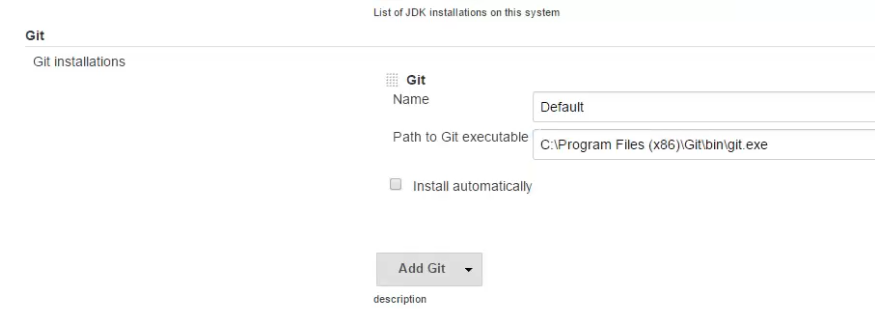 List of JDK installations on this system
Git
Git installations
Git
Name
Default
Path to Git executable
C:\Program Files (x86)\Git\bin\git.exe
Install automatically
Add Git
description